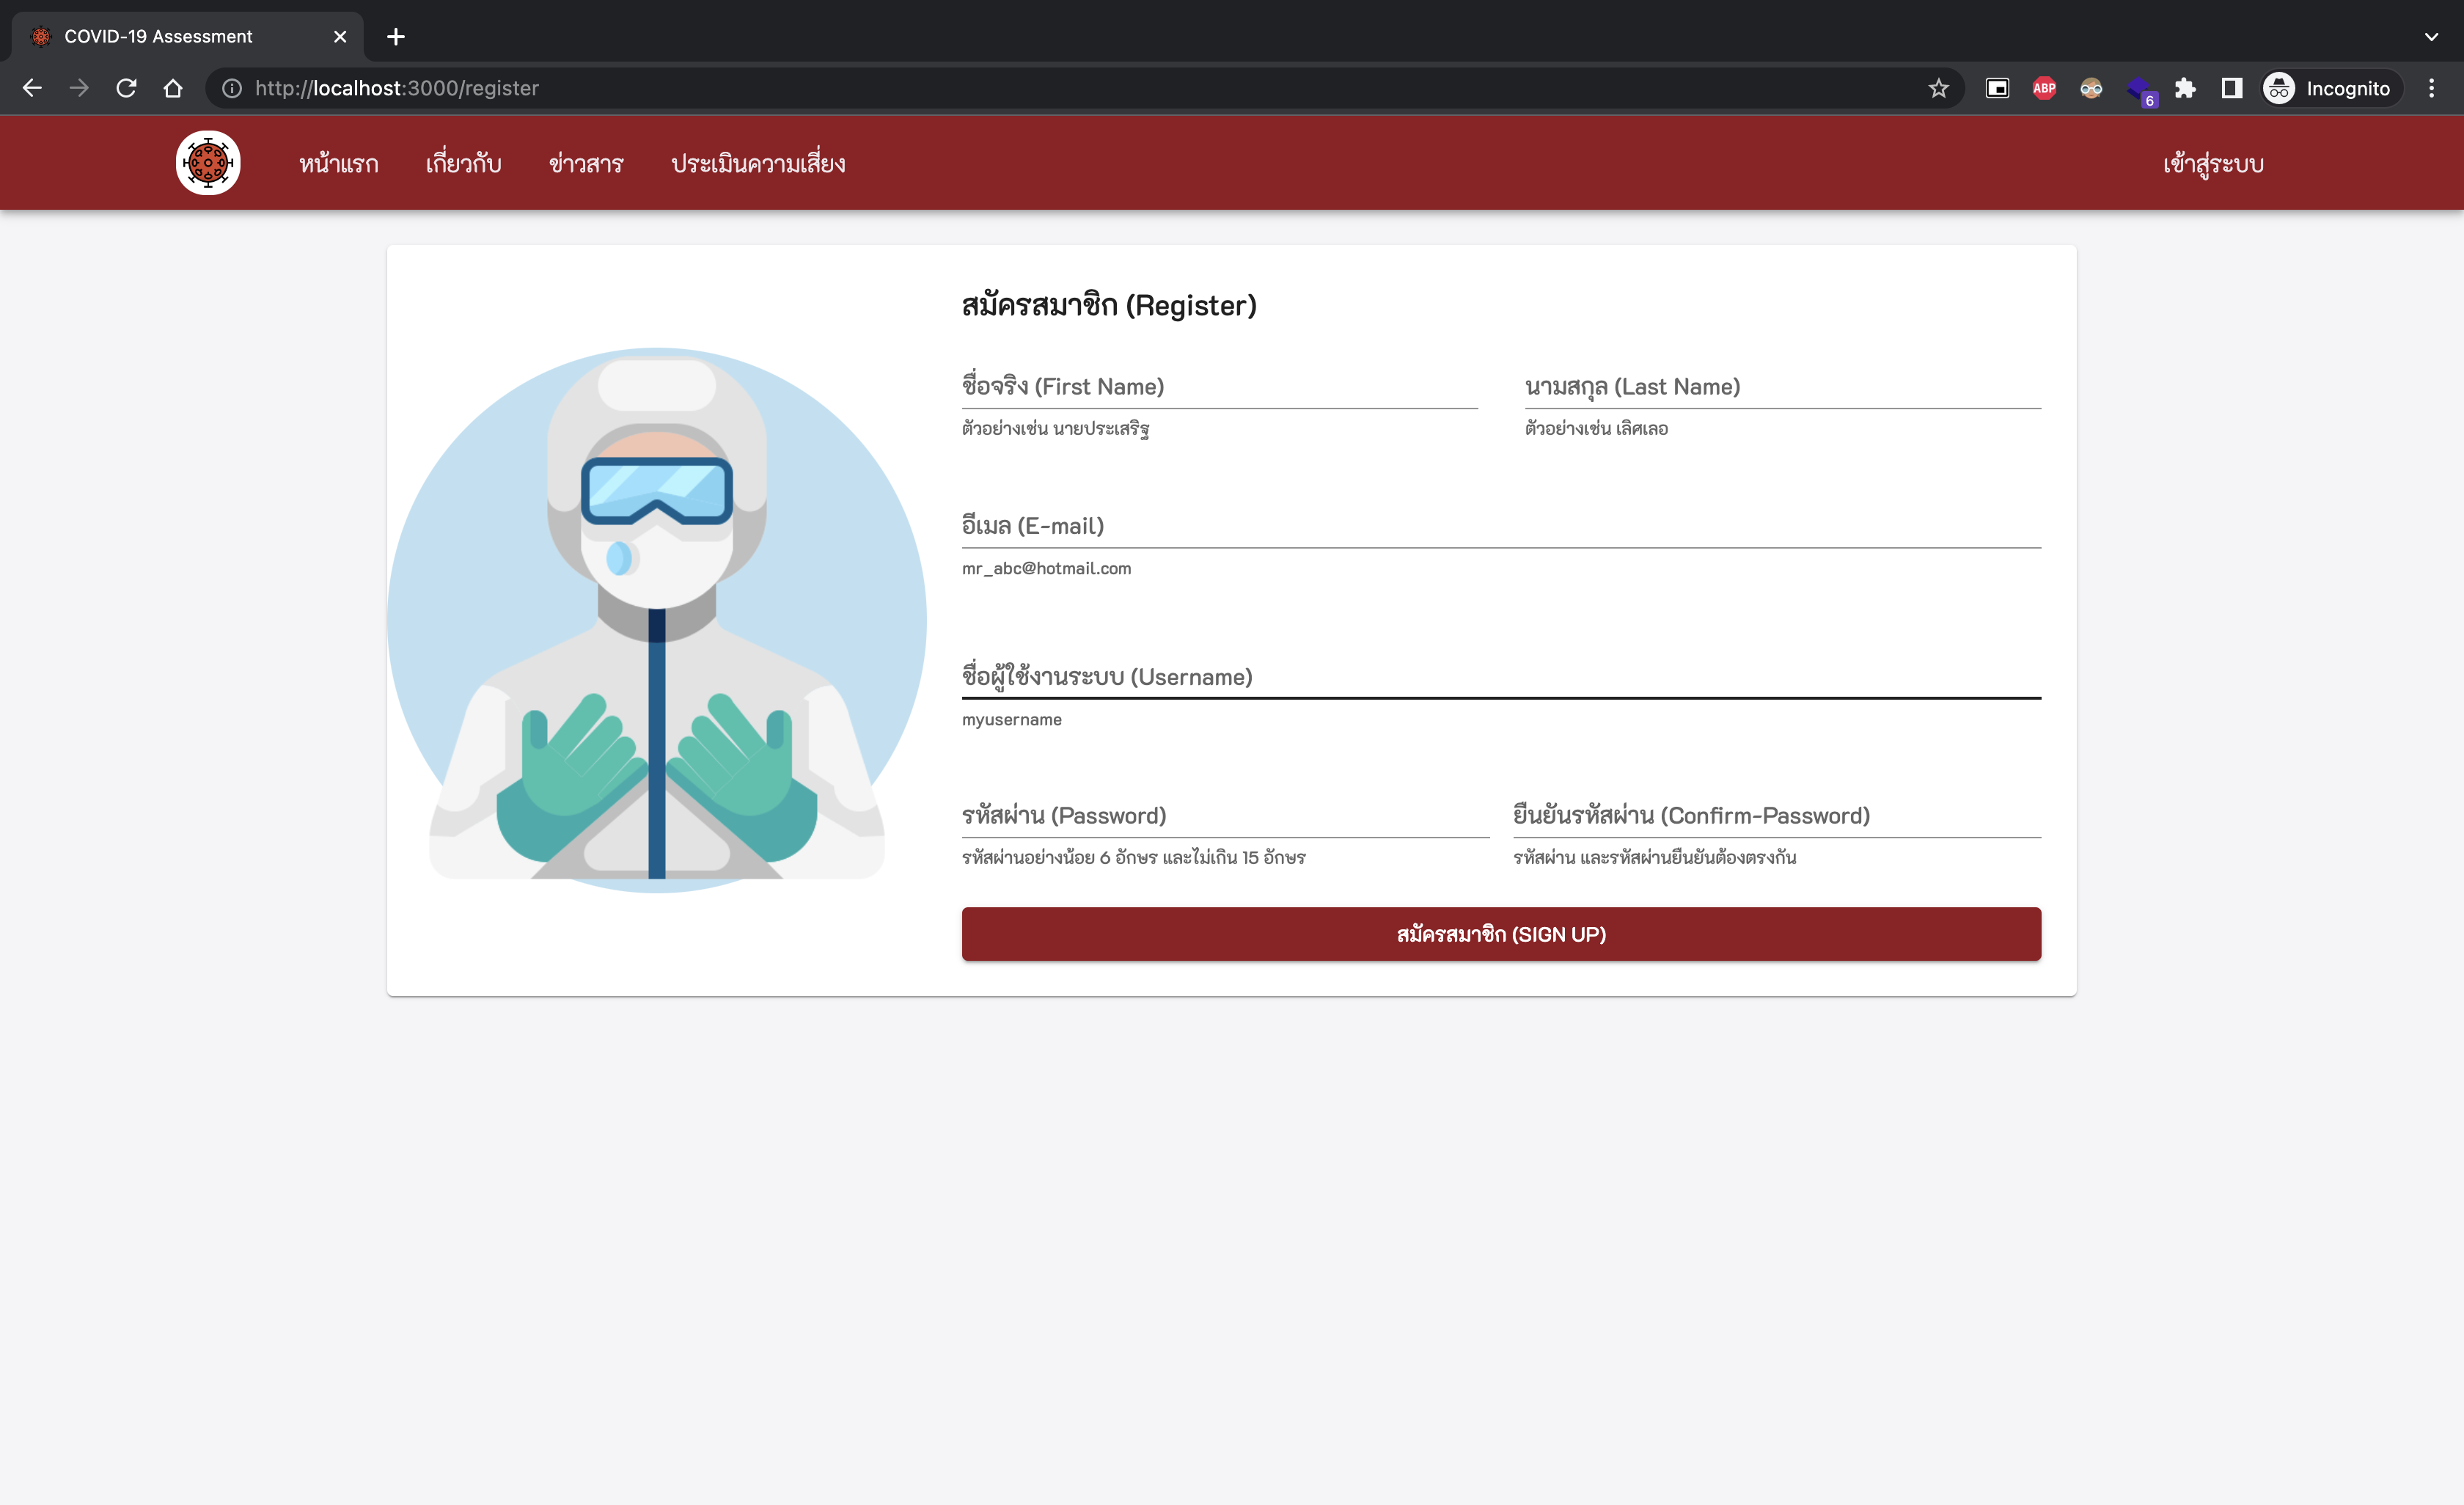 COVID-19 Assessment
http://localhost:3000/register
ABP
6
Incognito
หน้าแรก เกี่ยวกับ ข่าวสาร ประเมินความเสี่ยง เข้าสู่ระบบ
สมัครสมาชิก (Register)
ชื่อจริง (First Name) นามสกุล (Last Name)
ตัวอย่างเช่น นายประเสริฐ ตัวอย่างเช่น เลิศเลอ
อีเมล (E-mail)
mr_abc@hotmail.com
ชื่อผู้ใช้งานระบบ (Username)
myusername
รหัสผ่าน (Password) ยืนยันรหัสผ่าน (Confirm-Password)
รหัสผ่านอย่างน้อย 6 อักษร และไม่เกิน 15 อักษร รหัสผ่าน และรหัสผ่านยืนยันต้องตรงกัน
สมัครสมาชิก (SIGN UP)